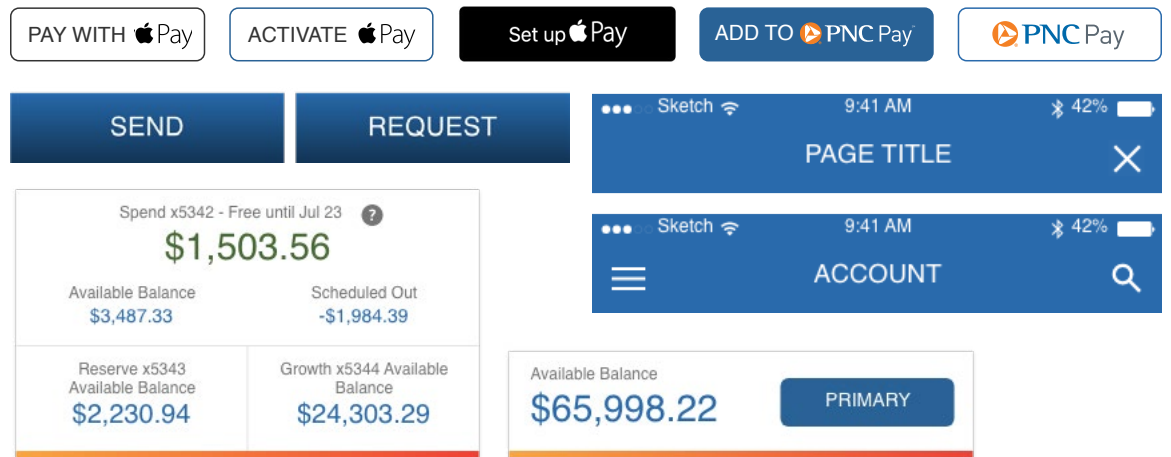 PAY WITH Pay
ACTIVATE Pay
Set up Pay
ADD TO PNC Pay
PNC Pay
SEND
REQUEST
Sketch 9:41 AM 42%
PAGE TITLE
Sketch 9:41 AM 42%
ACCOUNT
Spend x5342 - Free until Jul 23 ?
$1,503.56
Available Balance
$3,487.33
Scheduled Out
-$1,984.39
Reserve x5343
Available Balance
$2,230.94
Growth x5344 Available
Balance
$24,303.29
Available Balance
$65,998.22
PRIMARY